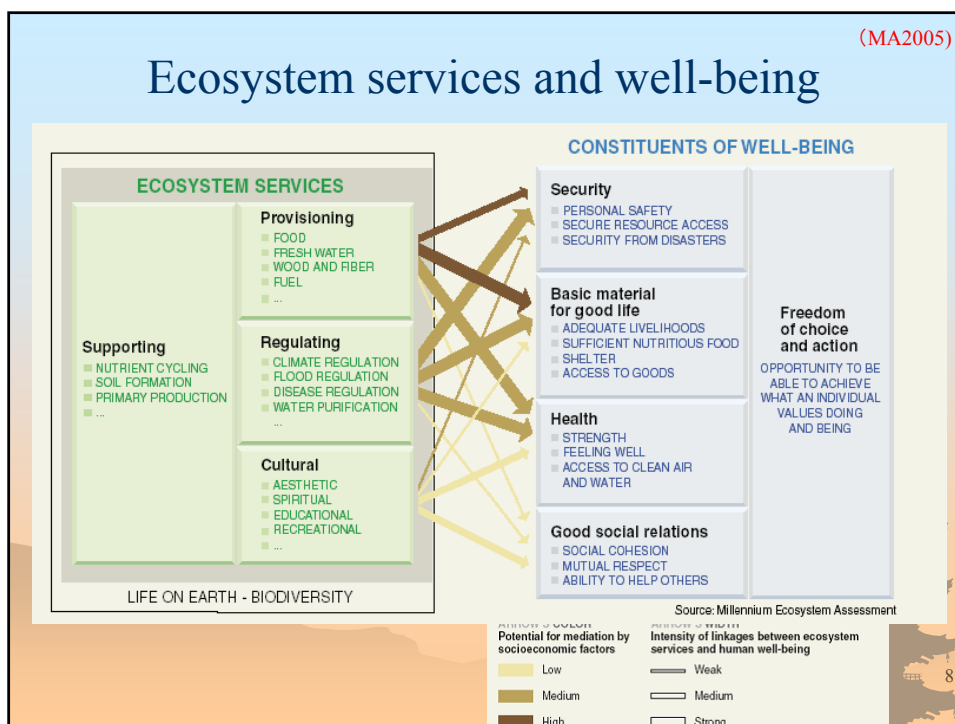 （MA2005)
Ecosystem services and well-being
CONSTITUENTS OF WELL-BEING
ECOSYSTEM SERVICES
Supporting
NUTRIENT CYCLING
SOIL FORMATION
PRIMARY PRODUCTION
...
Provisioning
FOOD
FRESH WATER
WOOD AND FIBER
FUEL
...
Regulating
CLIMATE REGULATION
FLOOD REGULATION
DISEASE REGULATION
WATER PURIFICATION
...
Cultural
AESTHETIC
SPIRITUAL
EDUCATIONAL
RECREATIONAL
...
LIFE ON EARTH - BIODIVERSITY
Security
PERSONAL SAFETY
SECURE RESOURCE ACCESS
SECURITY FROM DISASTERS
Basic material
for good life
ADEQUATE LIVELIHOODS
SUFFICIENT NUTRITIOUS FOOD
SHELTER
ACCESS TO GOODS
Health
STRENGTH
FEELING WELL
ACCESS TO CLEAN AIR
AND WATER
Good social relations
SOCIAL COHESION
MUTUAL RESPECT
ABILITY TO HELP OTHERS
Freedom
of choice
and action
OPPORTUNITY TO BE
ABLE TO ACHIEVE
WHAT AN INDIVIDUAL
VALUES DOING
AND BEING
Source: Millennium Ecosystem Assessment
ARROW'S COLOR
Potential for mediation by
socioeconomic factors
Low
Medium
High
ARROW'S WIDTH
Intensity of linkages between ecosystem
services and human well-being
Weak
Medium
Strong
8